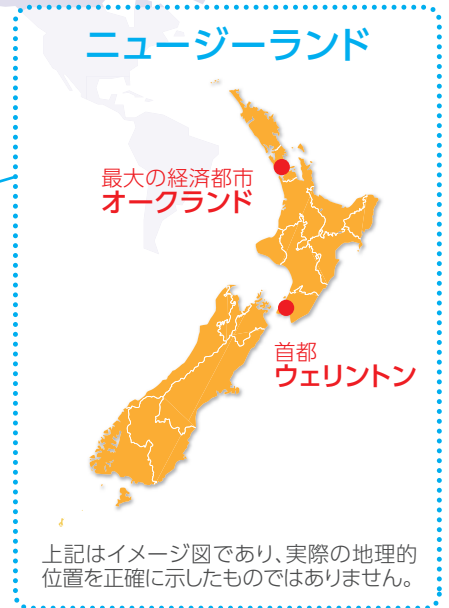 ニュージーランド
最大の経済都市
オークランド
首都
ウェリントン
上記はイメージ図であり、実際の地理的
位置を正確に示したものではありません。